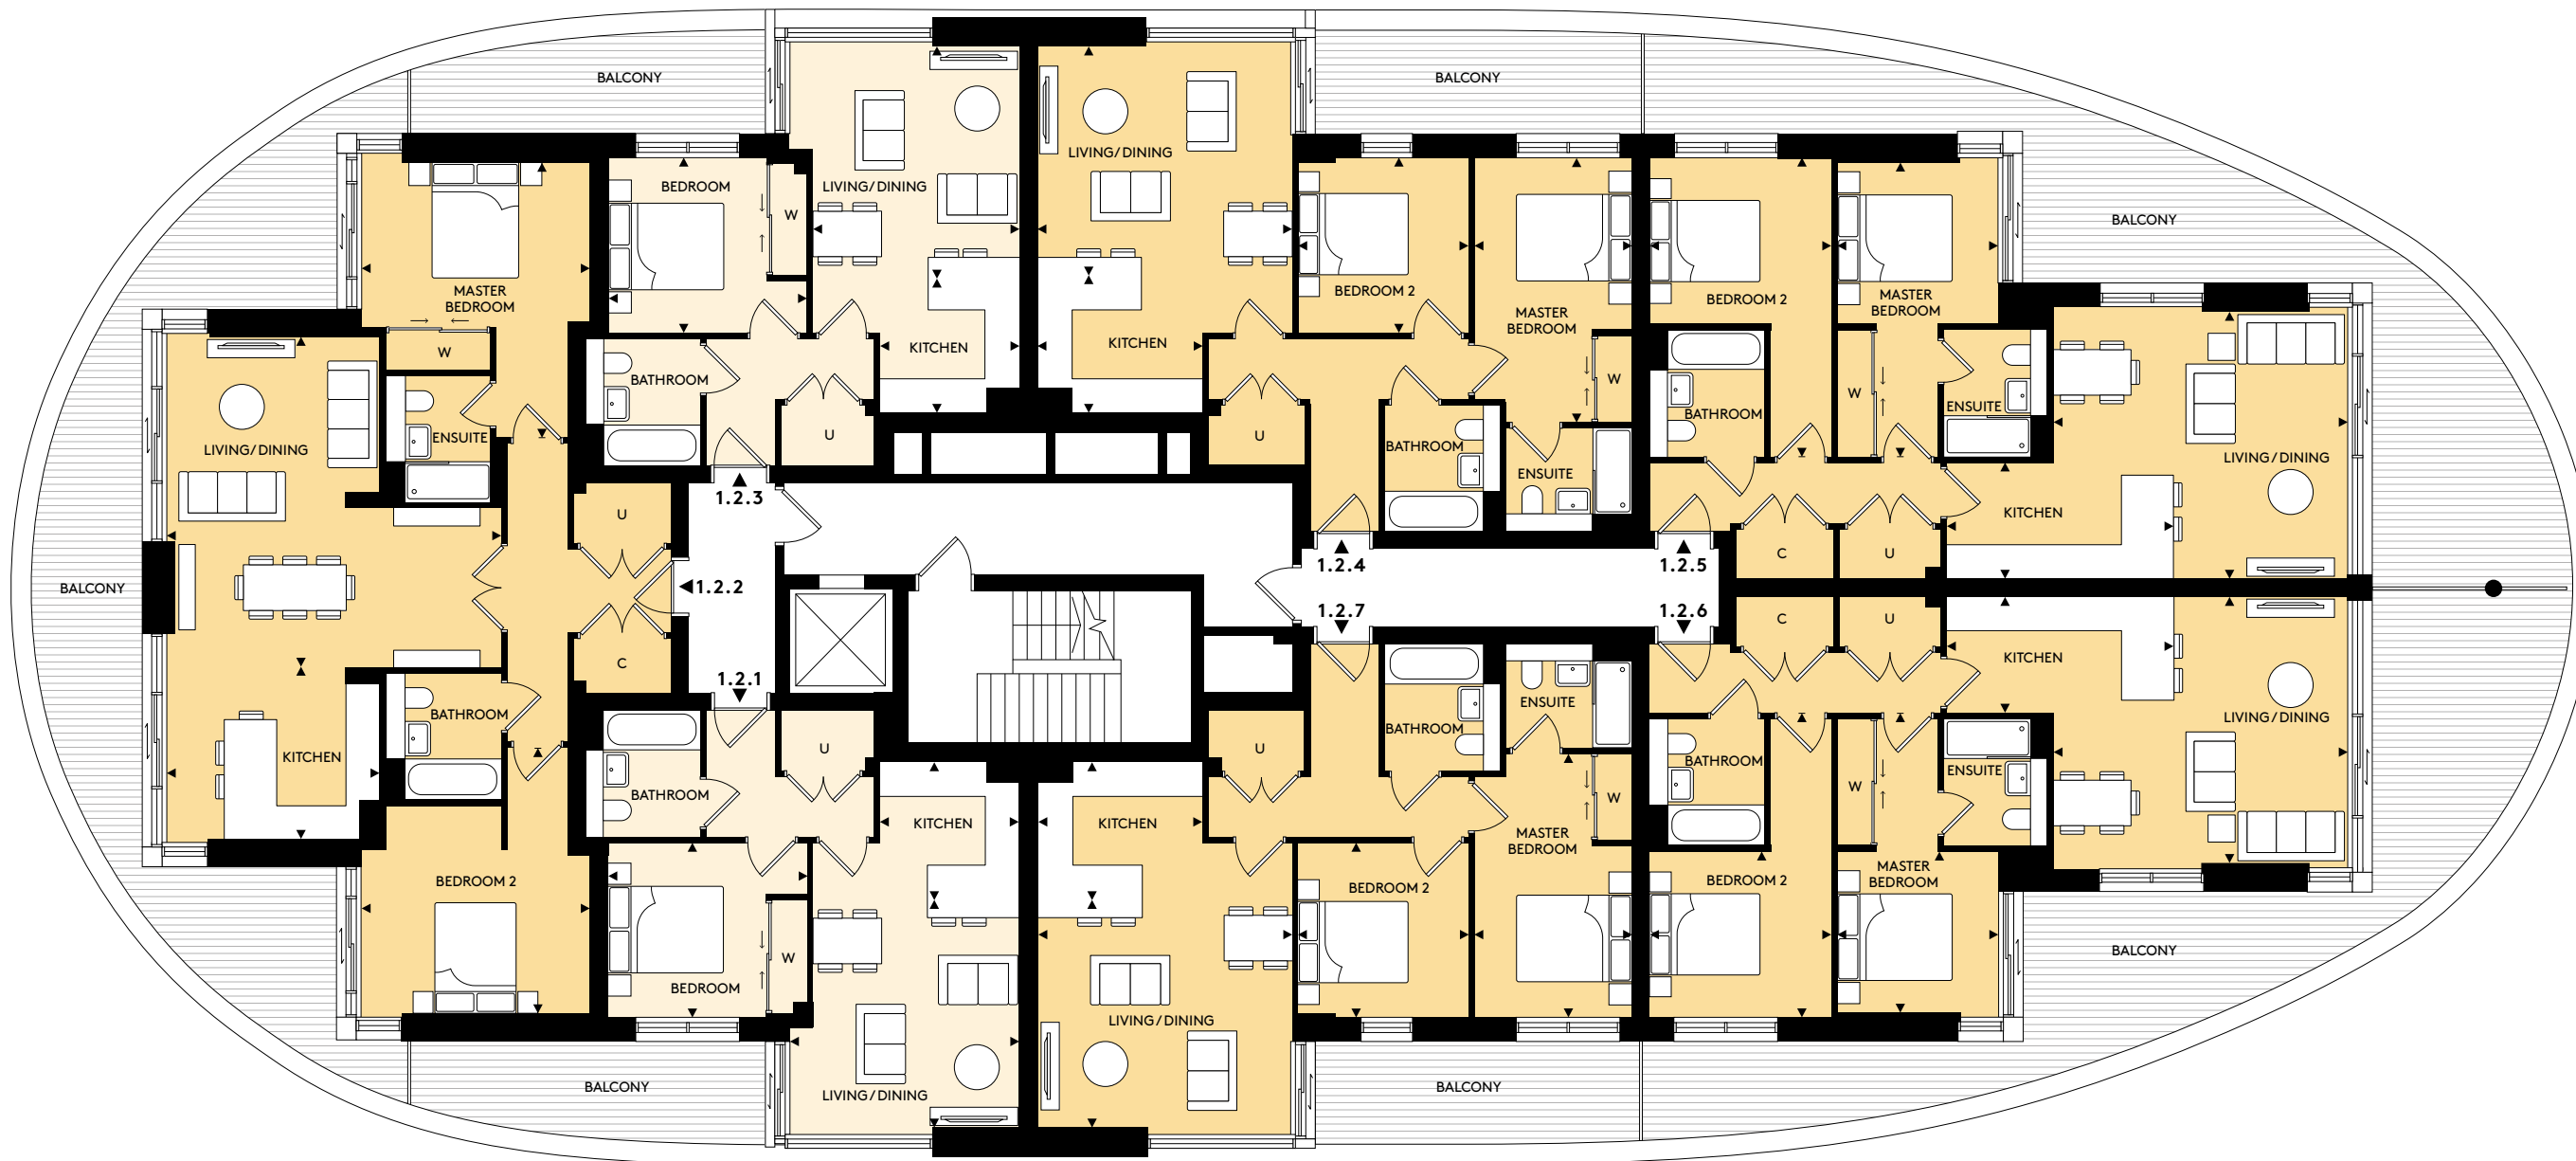 BALCONY
BALCONY
LIVING/DINING
LIVING/DINING
BEDROOM
W
BALCONY
MASTER
BEDROOM
BEDROOM 2
MASTER
BEDROOM
BEDROOM 2
MASTER
BEDROOM
W
KITCHEN
KITCHEN
BATHROOM
W
W
ENSUITE
BATHROOM
LIVING/DINING
ENSUITE
U
U
BATHROOM
ENSUITE
LIVING/DINING
KITCHEN
1.2.3
U
C
U
1.2.4
1.2.5
BALCONY
1.2.2
1.2.7
1.2.6
C
U
C
KITCHEN
1.2.1
BATHROOM
ENSUITE
LIVING/DINING
BATHROOM
KITCHEN
U
U
BATHROOM
ENSUITE
BATHROOM
W
W
KITCHEN
KITCHEN
MASTER
BEDROOM
BEDROOM 2
BEDROOM 2
BEDROOM 2
MASTER
BEDROOM
W
BEDROOM
BALCONY
LIVING/DINING
LIVING/DINING
BALCONY
BALCONY